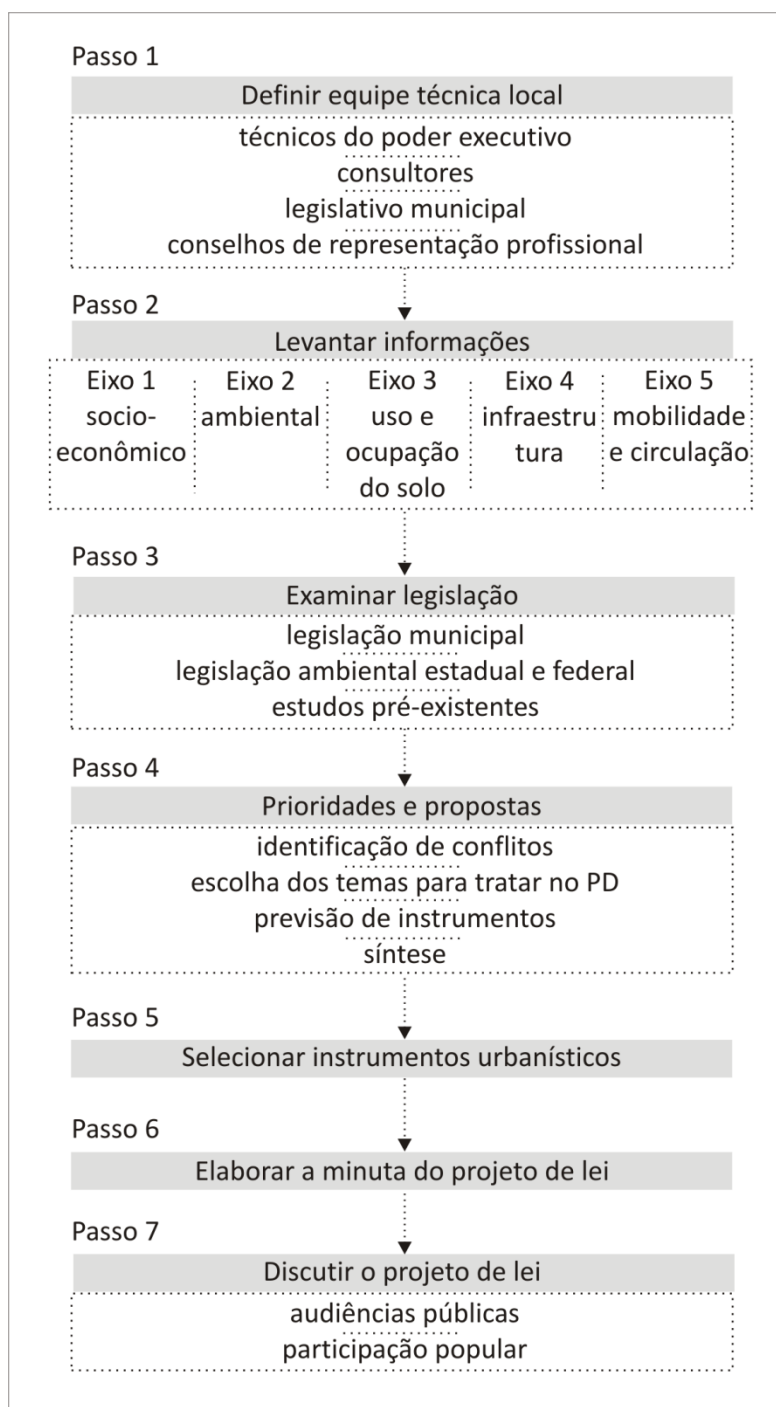 Passo 1
Definir equipe técnica local
técnicos do poder executivo
consultores
legislativo municipal
conselhos de representação profissional
Passo 2
Levantar informações
Eixo 1
socio-
econômico
Eixo 2
ambiental
Eixo 3
uso e
ocupação
do solo
Eixo 4
infraestru
tura
Eixo 5
mobilidade
e circulação
Passo 3
Examinar legislação
legislação municipal
legislação ambiental estadual e federal
estudos pré-existentes
Passo 4
Prioridades e propostas
identificação de conflitos
escolha dos temas para tratar no PD
previsão de instrumentos
síntese
Passo 5
Selecionar instrumentos urbanísticos
Passo 6
Elaborar a minuta do projeto de lei
Passo 7
Discutir o projeto de lei
audiências públicas
participação popular